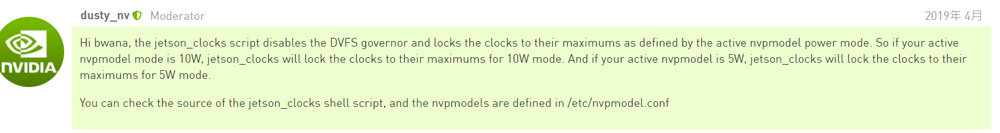 dusty_nv Moderator 2019年 4月
Hi bwana, the jetson_clocks script disables the DVFS governor and locks the clocks to their maximums as defined by the active nvpmodel power mode. So if your active
nvpmodel mode is 10W, jetson_clocks will lock the clocks to their maximums for 10W mode. And if your active nvpmodel is 5W, jetson_clocks will lock the clocks to their
maximums for 5W mode.
You can check the source of the jetson_clocks shell script, and the nvpmodels are defined in /etc/nvpmodel.conf
NVIDIA